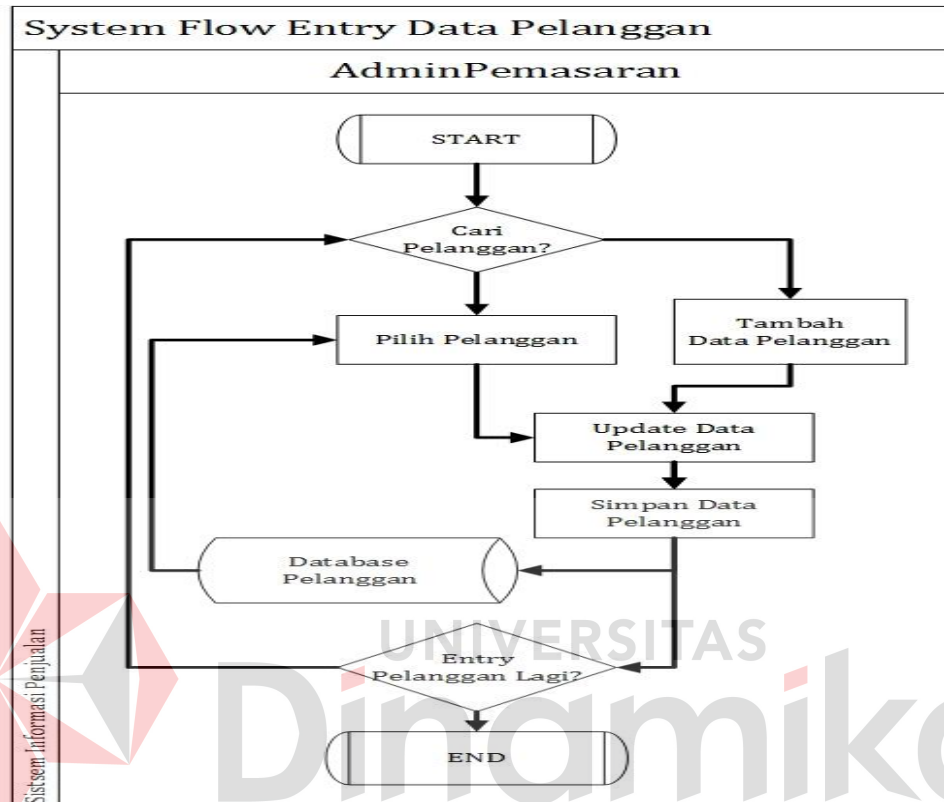 System Flow Entry Data Pelanggan
AdminPemasaran
START
Cari
Pelanggan?
Pilih Pelanggan
Tambah
Data Pelanggan
Update Data
Pelanggan
Simpan Data
Pelanggan
Database
Pelanggan
UNIVERSITAS
Dinamika
Entry
Pelanggan Lagi?
END
Sistsem Informasi Penjualan